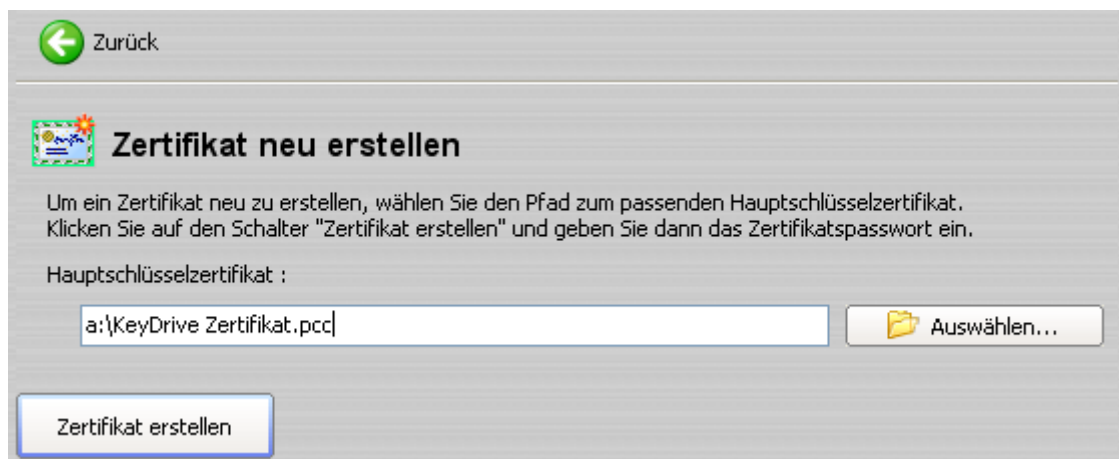 Zurück
Zertifikat neu erstellen
Um ein Zertifikat neu zu erstellen, wählen Sie den Pfad zum passenden Hauptschlüsselzertifikat.
Klicken Sie auf den Schalter "Zertifikat erstellen" und geben Sie dann das Zertifikatspasswort ein.
Hauptschlüsselzertifikat :
a:\KeyDrive Zertifikat.pcc
Auswählen...
Zertifikat erstellen